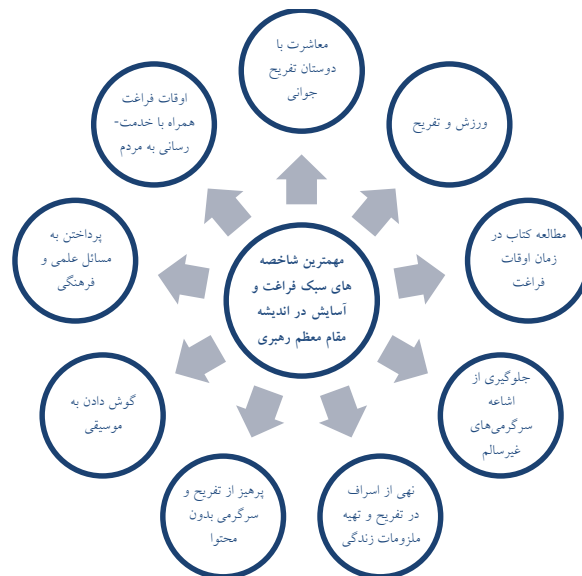 مهمترین شاخصه
های سبک فراغت و
آسایش در اندیشه
مقام معظم رهبری
معاشرت با
دوستان تفریح
جوانی
ورزش و تفریح
مطالعه کتاب در
زمان اوقات
فراغت
جلوگیری از
اشاعه
سرگرمی‌های
غیرسالم
نهی از اسراف
در تفریح و تهیه
ملزومات زندگی
پرهیز از تفریح و
سرگرمی بدون
محتوا
گوش دادن به
موسیقی
پرداختن به
مسائل علمی و
فرهنگی
اوقات فراغت
همراه با خدمت-
رسانی به مردم